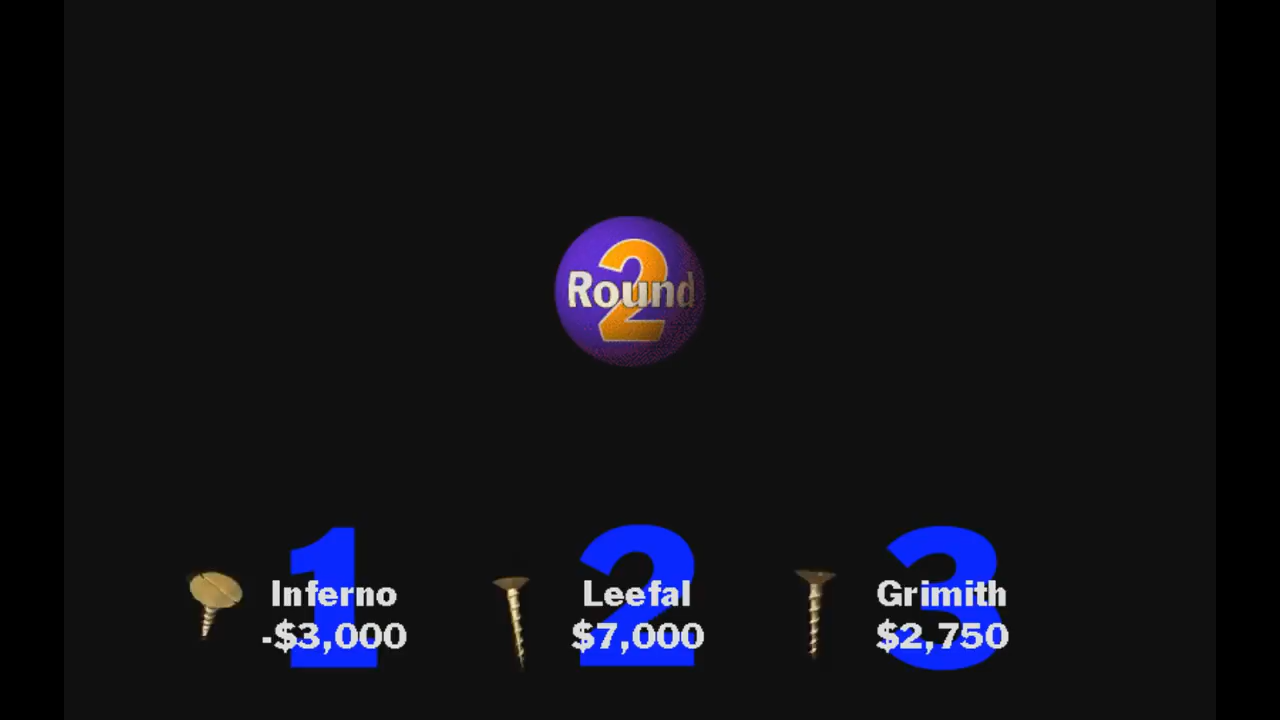 2
Round
1
Inferno
-$3,000
2
Leefal
$7,000
3
Grimith
$2,750